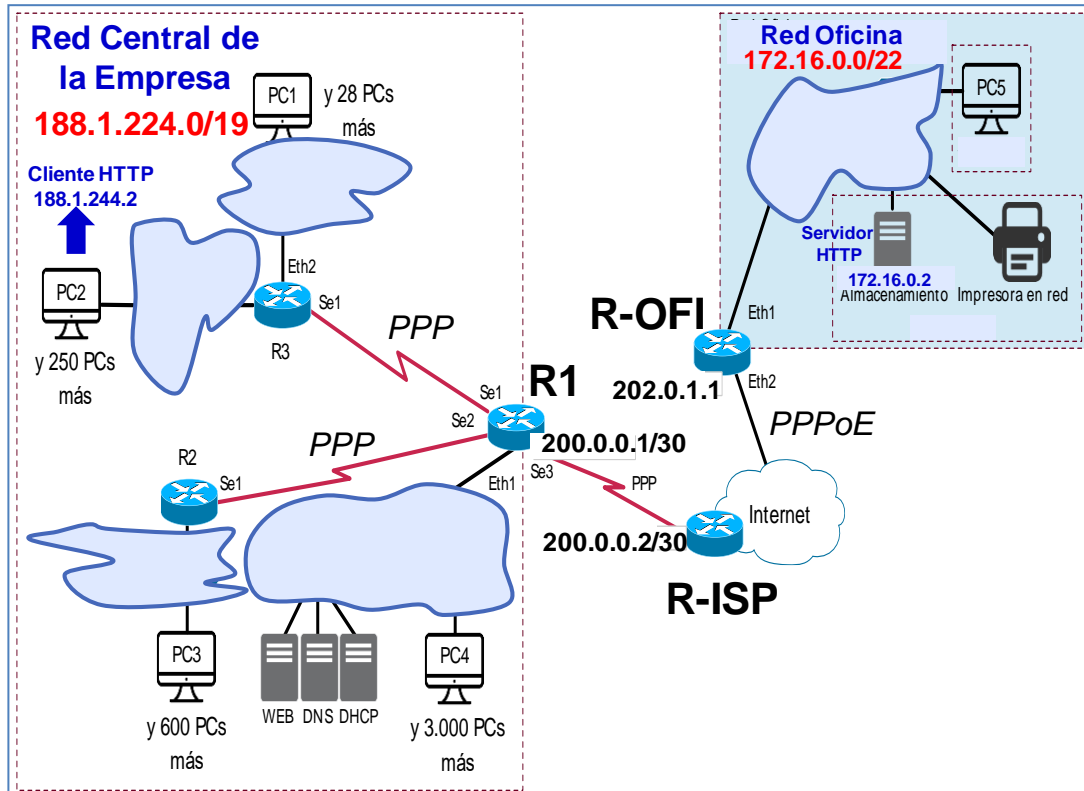 Red Central de
la Empresa
188.1.224.0/19
PC1
y 28 PCs
más
Cliente HTTP
188.1.244.2
Eth2
PC2
Se1
R3
y 250 PCs
más
PPP
Se1
R1
Se2
PPP
200.0.0.1/30
R2
Se1
Eth1
Se3
PPP
Internet
200.0.0.2/30
R-ISP
PC3
WEB
DNS
DHCP
PC4
y 600 PCs
más
y 3.000 PCs
más
Red Oficina
172.16.0.0/22
PC5
Servidor
HTTP
172.16.0.2
Almacenamiento
Impresora en red
R-OFI
Eth1
202.0.1.1
Eth2
PPPoE